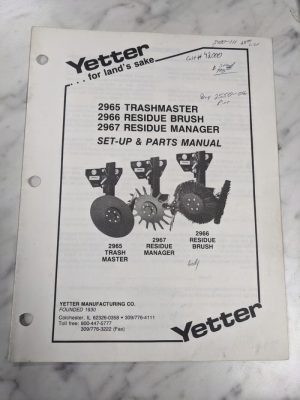 Yetter
. . . for land's sake.
2965 TRASHMASTER
2966 RESIDUE BRUSH
2967 RESIDUE MANAGER
SET-UP & PARTS MANUAL
2965
TRASH
MASTER
2967
RESIDUE
MANAGER
2966
RESIDUE
BRUSH
YETTER MANUFACTURING CO.
FOUNDED 1930
Colchester, IL 62326-0358 • 309/776-4111
Toll free: 800-447-5777
309/776-3222 (Fax)
Yetter